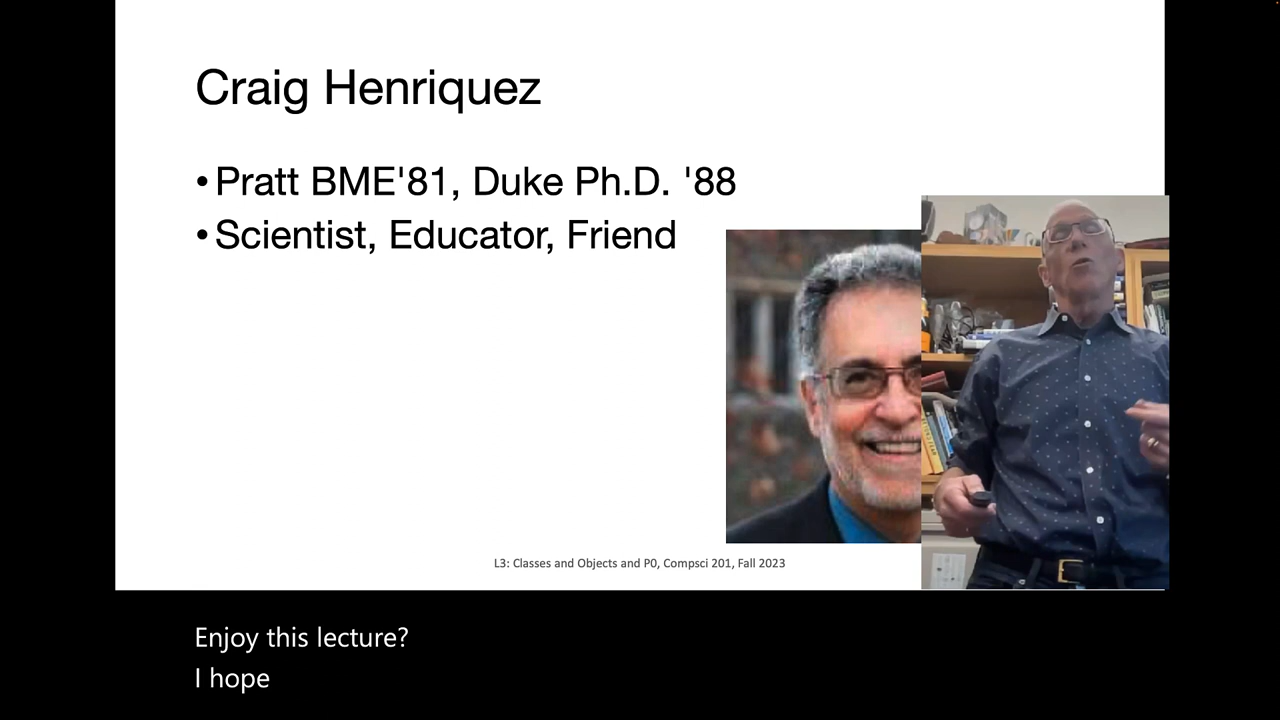 Craig Henriquez
•Pratt BME'81, Duke Ph.D. '88
•Scientist, Educator, Friend
L3: Classes and Objects and P0, Compsci 201, Fall 2023
Enjoy this lecture?
I hope